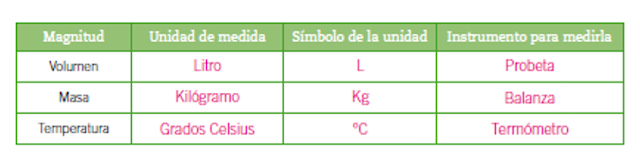 Magnitud Unidad de medida Símbolo de la unidad Instrumento para medirla
Volumen Litro L Probeta
Masa Kilógramo Kg Balanza
Temperatura Grados Celsius °C Termómetro